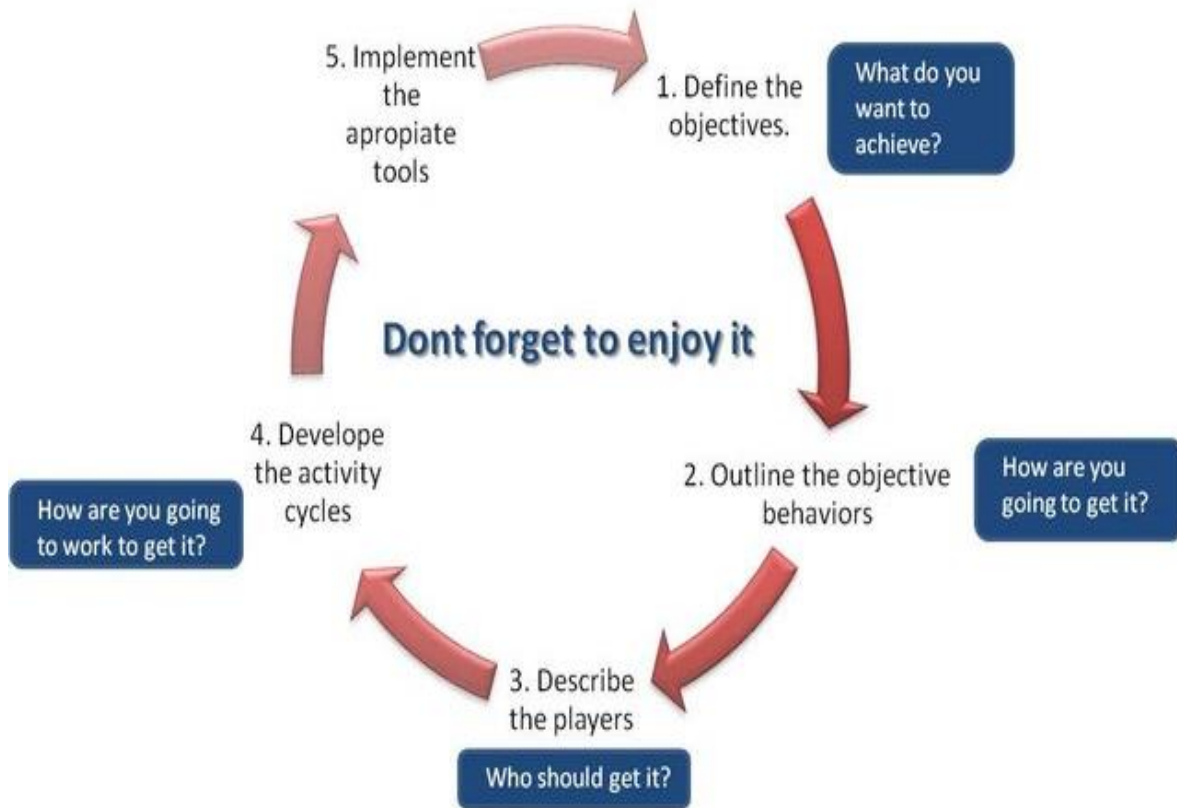 1. Define the
objectives.
What do you
want to
achieve?
2. Outline the objective
behaviors
How are you
going to get it?
3. Describe
the players
Who should get it?
4. Develope
the activity
cycles
How are you going
to work to get it?
5. Implement
the
apropiate
tools
Dont forget to enjoy it